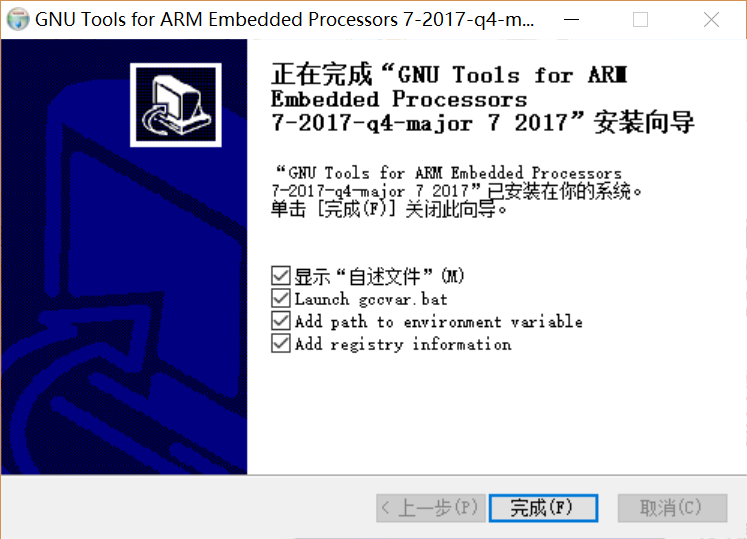 GNU Tools for ARM Embedded Processors 7-2017-q4-m...
正在完成“GNU Tools for ARM
Embedded Processors
7-2017-q4-major 7 2017”安装向导
“GNU Tools for ARM Embedded Processors
7-2017-q4-major 7 2017”已安装在你的系统。
单击 [完成(F)] 关闭此向导。
显示“自述文件”(M)
Launch gccvar.bat
Add path to environment variable
Add registry information
< 上一步(P) 完成(F) 取消(C)